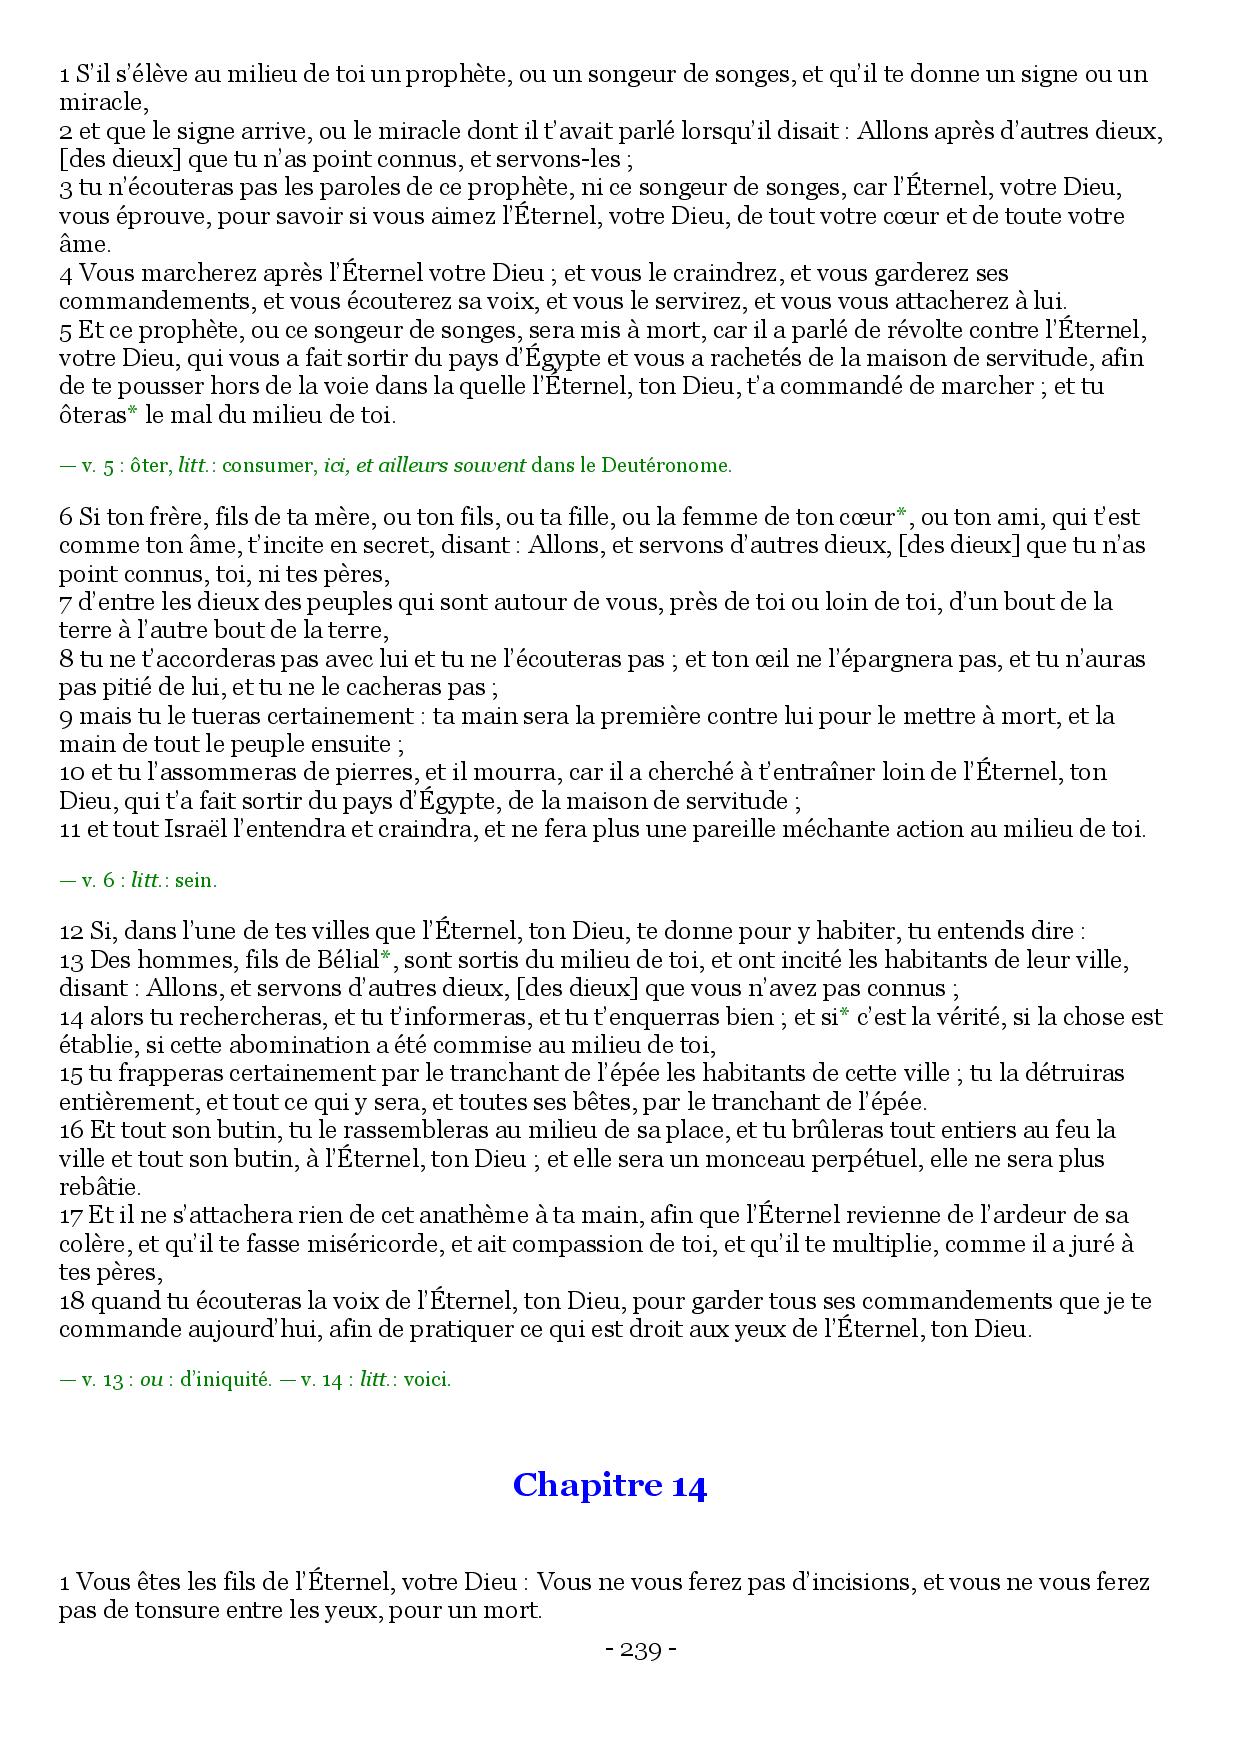 1 S’il s’élève au milieu de toi un prophète, ou un songeur de songes, et qu’il te donne un signe ou un
miracle,
2 et que le signe arrive, ou le miracle dont il t’avait parlé lorsqu’il disait : Allons après d’autres dieux,
[des dieux] que tu n’as point connus, et servons-les ;
3 tu n’écouteras pas les paroles de ce prophète, ni ce songeur de songes, car l’Éternel, votre Dieu,
vous éprouve, pour savoir si vous aimez l’Éternel, votre Dieu, de tout votre cœur et de toute votre
âme.
4 Vous marcherez après l’Éternel votre Dieu ; et vous le craindrez, et vous garderez ses
commandements, et vous écouterez sa voix, et vous le servirez, et vous vous attacherez à lui.
5 Et ce prophète, ou ce songeur de songes, sera mis à mort, car il a parlé de révolte contre l’Éternel,
votre Dieu, qui vous a fait sortir du pays d’Égypte et vous a rachetés de la maison de servitude, afin
de te pousser hors de la voie dans la quelle l’Éternel, ton Dieu, t’a commandé de marcher ; et tu
ôteras* le mal du milieu de toi.
— v. 5 : ôter, litt.: consumer, ici, et ailleurs souvent dans le Deutéronome.
6 Si ton frère, fils de ta mère, ou ton fils, ou ta fille, ou la femme de ton cœur*, ou ton ami, qui t’est
comme ton âme, t’incite en secret, disant : Allons, et servons d’autres dieux, [des dieux] que tu n’as
point connus, toi, ni tes pères,
7 d’entre les dieux des peuples qui sont autour de vous, près de toi ou loin de toi, d’un bout de la
terre à l’autre bout de la terre,
8 tu ne t’accorderas pas avec lui et tu ne l’écouteras pas ; et ton œil ne l’épargnera pas, et tu n’auras
pas pitié de lui, et tu ne le cacheras pas ;
9 mais tu le tueras certainement : ta main sera la première contre lui pour le mettre à mort, et la
main de tout le peuple ensuite ;
10 et tu l’assommeras de pierres, et il mourra, car il a cherché à t’entraîner loin de l’Éternel, ton
Dieu, qui t’a fait sortir du pays d’Égypte, de la maison de servitude ;
11 et tout Israël l’entendra et craindra, et ne fera plus une pareille méchante action au milieu de toi.
— v. 6 : litt.: sein.
12 Si, dans l’une de tes villes que l’Éternel, ton Dieu, te donne pour y habiter, tu entends dire :
13 Des hommes, fils de Bélial*, sont sortis du milieu de toi, et ont incité les habitants de leur ville,
disant : Allons, et servons d’autres dieux, [des dieux] que vous n’avez pas connus ;
14 alors tu rechercheras, et tu t’informeras, et tu t’enquerras bien ; et si* c’est la vérité, si la chose est
établie, si cette abomination a été commise au milieu de toi,
15 tu frapperas certainement par le tranchant de l’épée les habitants de cette ville ; tu la détruiras
entièrement, et tout ce qui y sera, et toutes ses bêtes, par le tranchant de l’épée.
16 Et tout son butin, tu le rassembleras au milieu de sa place, et tu brûleras tout entiers au feu la
ville et tout son butin, à l’Éternel, ton Dieu ; et elle sera un monceau perpétuel, elle ne sera plus
rebâtie.
17 Et il ne s’attachera rien de cet anathème à ta main, afin que l’Éternel revienne de l’ardeur de sa
colère, et qu’il te fasse miséricorde, et ait compassion de toi, et qu’il te multiplie, comme il a juré à
tes pères,
18 quand tu écouteras la voix de l’Éternel, ton Dieu, pour garder tous ses commandements que je te
commande aujourd’hui, afin de pratiquer ce qui est droit aux yeux de l’Éternel, ton Dieu.
— v. 13 : ou : d’iniquité. — v. 14 : litt.: voici.
Chapitre 14
1 Vous êtes les fils de l’Éternel, votre Dieu : Vous ne vous ferez pas d’incisions, et vous ne vous ferez
pas de tonsure entre les yeux, pour un mort.
- 239 -